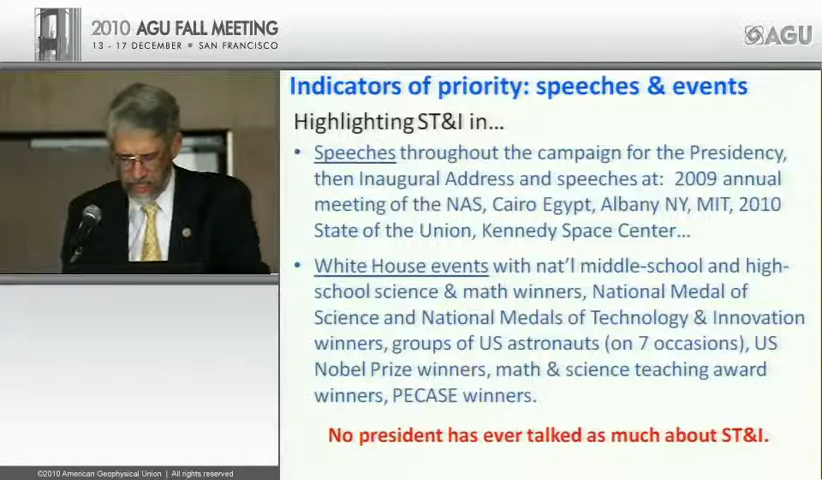 2010 AGU FALL MEETING
13 - 17 DECEMBER • SAN FRANCISCO
AGU
Indicators of priority: speeches & events
Highlighting ST&I in...
• Speeches throughout the campaign for the Presidency,
then Inaugural Address and speeches at:  2009 annual
meeting of the NAS, Cairo Egypt, Albany NY, MIT, 2010
State of the Union, Kennedy Space Center...
• White House events with nat'l middle-school and high-
school science & math winners, National Medal of
Science and National Medals of Technology & Innovation
winners, groups of US astronauts (on 7 occasions), US
Nobel Prize winners, math & science teaching award
winners, PECASE winners.
No president has ever talked as much about ST&I.
©2010 American Geophysical Union | All rights reserved